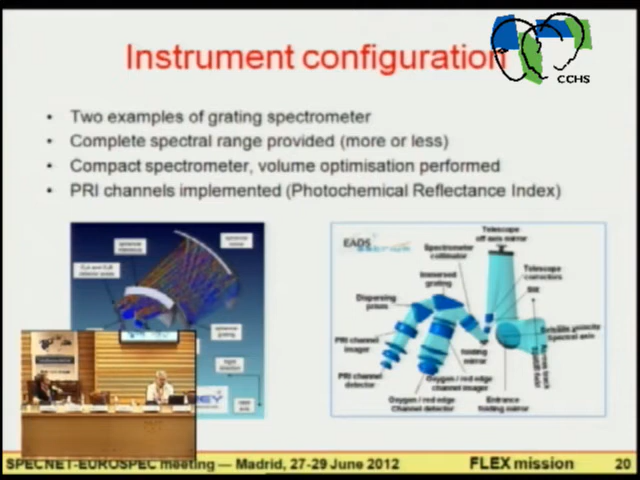 Instrument configuration
CCHS
• Two examples of grating spectrometer
• Complete spectral range provided (more or less)
• Compact spectrometer, volume optimisation performed
• PRI channels implemented (Photochemical Reflectance Index)
EADS
Telescope
off axis mirror
Spectrometer
collimator
Telescope
correctors
Immersed
grating
Slit
Dispersing
prism
PRI channel
imager
folding
mirror
PRI channel
detector
Oxygen / red edge
channel imager
Oxygen / red edge
Channel detector
Entrance
folding mirror
Spectral axis
SPECNET-EUROSPEC meeting — Madrid, 27-29 June 2012
FLEX mission
20